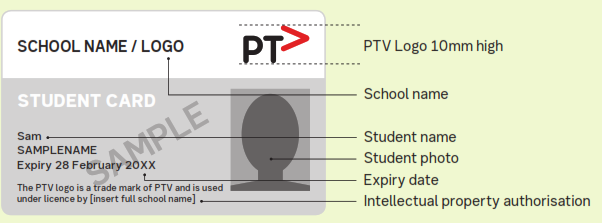 SCHOOL NAME / LOGO
PTV
PTV Logo 10mm high
School name
STUDENT CARD
SAMPLE
Sam
SAMPLENAME
Expiry 28 February 20XX
The PTV logo is a trade mark of PTV and is used
under licence by [insert full school name]
Student name
Student photo
Expiry date
Intellectual property authorisation